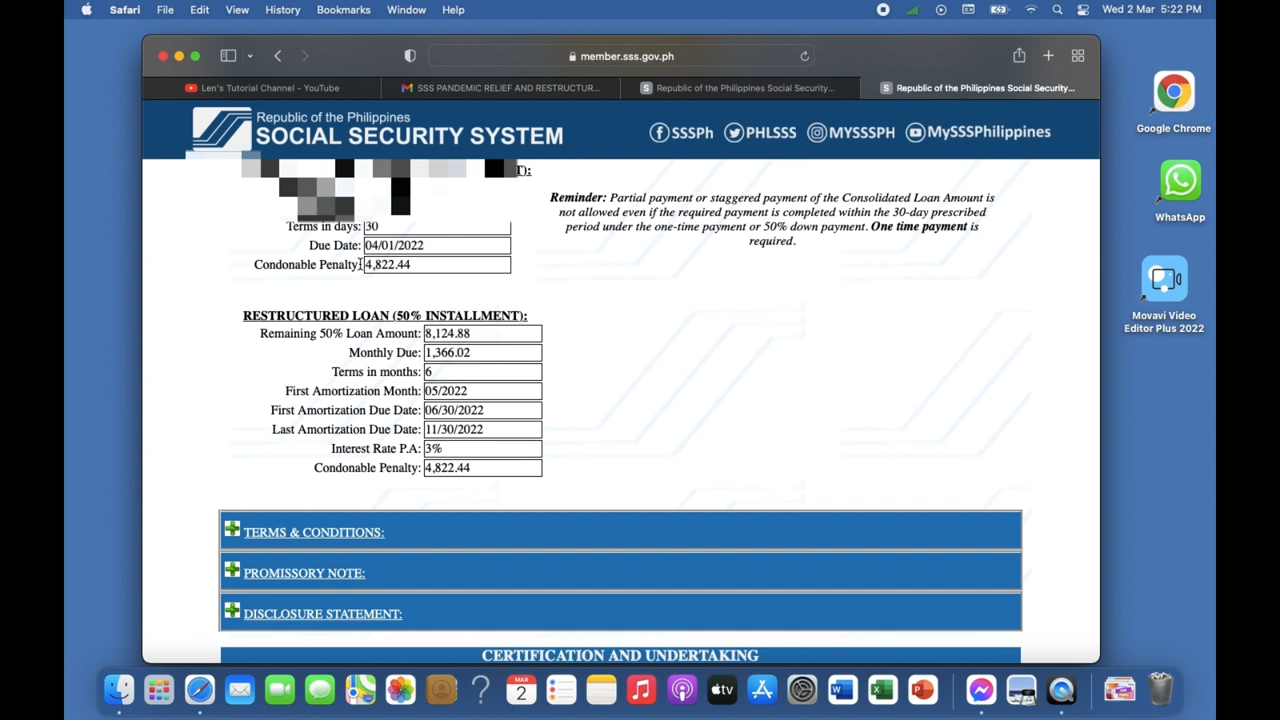 Safari File Edit View History Bookmarks Window Help Wed 2 Mar 5:22 PM
member.sss.gov.ph
Len's Tutorial Channel - YouTube
SSS PANDEMIC RELIEF AND RESTRUCTUR...
Republic of the Philippines Social Security...
Republic of the Philippines Social Security...
Republic of the Philippines
SOCIAL SECURITY SYSTEM
SSSPh PHLSSS MYSSSPH MySSSPhilippines
T):
Reminder: Partial payment or staggered payment of the Consolidated Loan Amount is
not allowed even if the required payment is completed within the 30-day prescribed
period under the one-time payment or 50% down payment. One time payment is
required.
Terms in days: 30
Due Date: 04/01/2022
Condonable Penalty: 4,822.44
RESTRUCTURED LOAN (50% INSTALLMENT):
Remaining 50% Loan Amount: 8,124.88
Monthly Due: 1,366.02
Terms in months: 6
First Amortization Month: 05/2022
First Amortization Due Date: 06/30/2022
Last Amortization Due Date: 11/30/2022
Interest Rate P.A: 3%
Condonable Penalty: 4,822.44
TERMS & CONDITIONS:
PROMISSORY NOTE:
DISCLOSURE STATEMENT:
CERTIFICATION AND UNDERTAKING
Google Chrome
WhatsApp
Movavi Video
Editor Plus 2022
MAR
2
tv